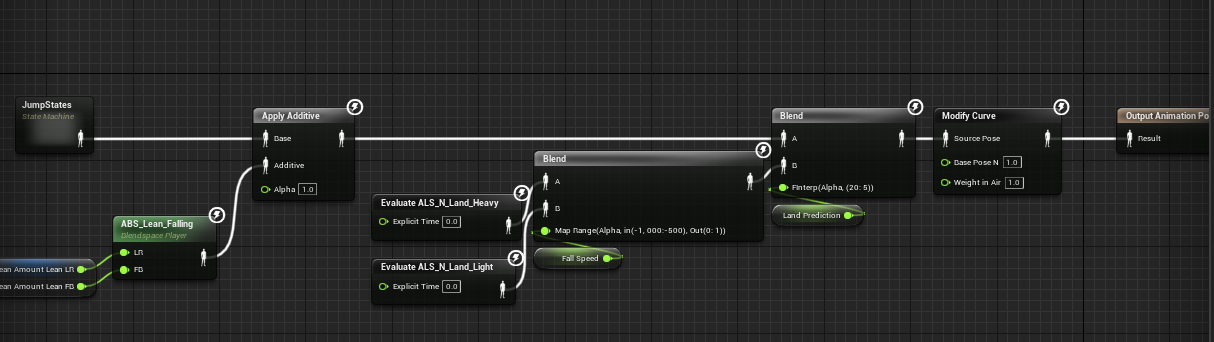 JumpStates
State Machine
Apply Additive
Base
Additive
Alpha 1.0
ABS_Lean_Falling
Blendspace Player
LR
FB
ean Amount Lean LR
ean Amount Lean FB
Evaluate ALS_N_Land_Heavy
Explicit Time 0.0
Evaluate ALS_N_Land_Light
Explicit Time 0.0
Blend
A
B
Map Range(Alpha, in(-1, 000:-500), Out(0: 1))
Fall Speed
Blend
A
B
FInterp(Alpha, (20: 5))
Land Prediction
Modify Curve
Source Pose
Base Pose N 1.0
Weight in Air 1.0
Output Animation Po
Result